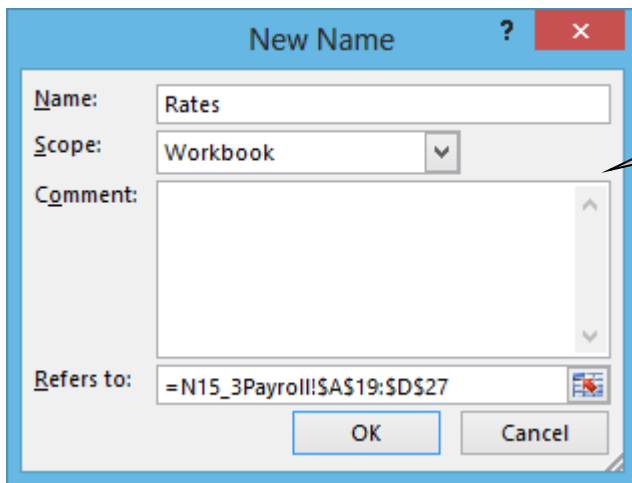 New Name ?
Name: Rates
Scope: Workbook
Comment:
Refers to: =N15_3Payroll!$A$19:$D$27
OK Cancel